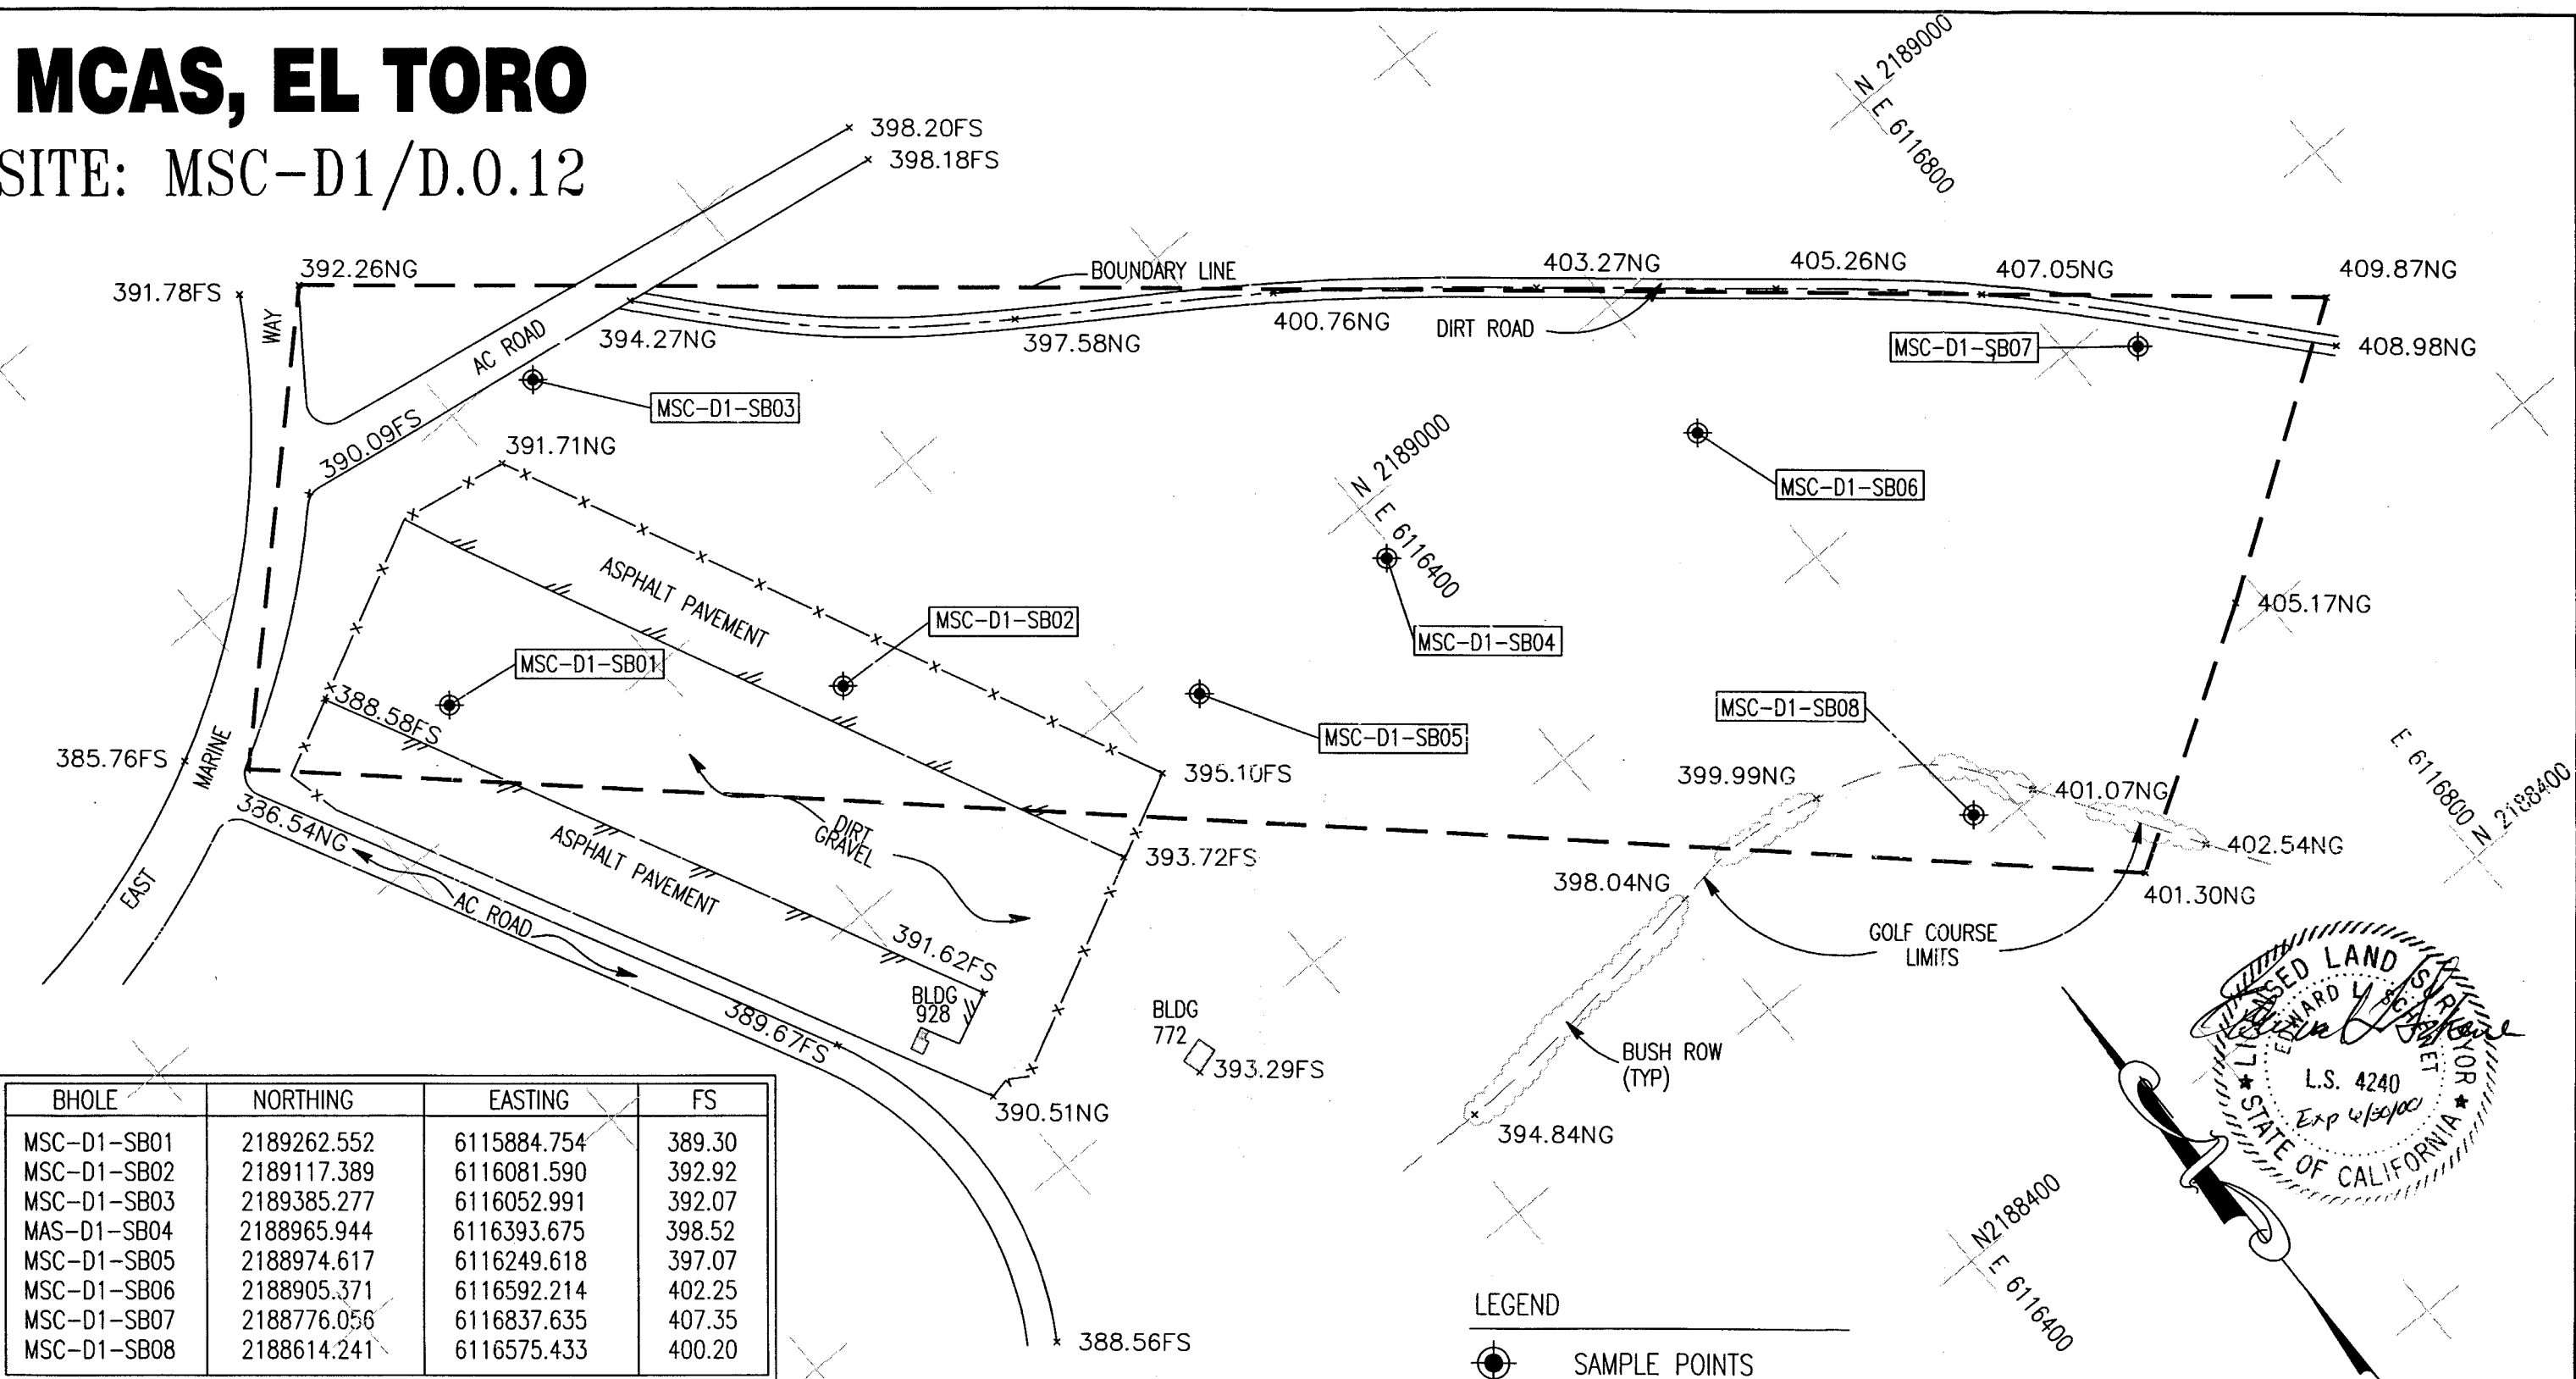 MCAS, EL TORO
SITE: MSC-D1/D.O.12
398.20FS
398.18FS
N 2189000
E 6116800
391.78FS
392.26NG
WAY
BOUNDARY LINE
403.27NG
405.26NG
407.05NG
409.87NG
AC ROAD
394.27NG
397.58NG
400.76NG
DIRT ROAD
MSC-D1-SB07
408.98NG
MSC-D1-SB03
390.09FS
391.71NG
N 2189000
E 6116400
MSC-D1-SB06
ASPHALT PAVEMENT
MSC-D1-SB02
MSC-D1-SB04
405.17NG
MSC-D1-SB01
388.58FS
MSC-D1-SB05
MSC-D1-SB08
385.76FS
MARINE
395.10FS
399.99NG
401.07NG
E 6116800
N 2188400
386.54NG
DIRT
GRAVEL
393.72FS
402.54NG
ASPHALT PAVEMENT
398.04NG
401.30NG
EAST
AC ROAD
391.62FS
GOLF COURSE
LIMITS
BLDG
928
BLDG
772
389.67FS
393.29FS
BUSH ROW
(TYP)
390.51NG
394.84NG
LICENSED LAND SURVEYOR
EDWARD L.
L.S. 4240
STATE OF CALIFORNIA
N2188400
E 6116400
388.56FS
BHOLE NORTHING EASTING FS
MSC-D1-SB01 2189262.552 6115884.754 389.30
MSC-D1-SB02 2189117.389 6116081.590 392.92
MSC-D1-SB03 2189385.277 6116052.991 392.07
MAS-D1-SB04 2188965.944 6116393.675 398.52
MSC-D1-SB05 2188974.617 6116249.618 397.07
MSC-D1-SB06 2188905.371 6116592.214 402.25
MSC-D1-SB07 2188776.056 6116837.635 407.35
MSC-D1-SB08 2188614.241 6116575.433 400.20
LEGEND
SAMPLE POINTS